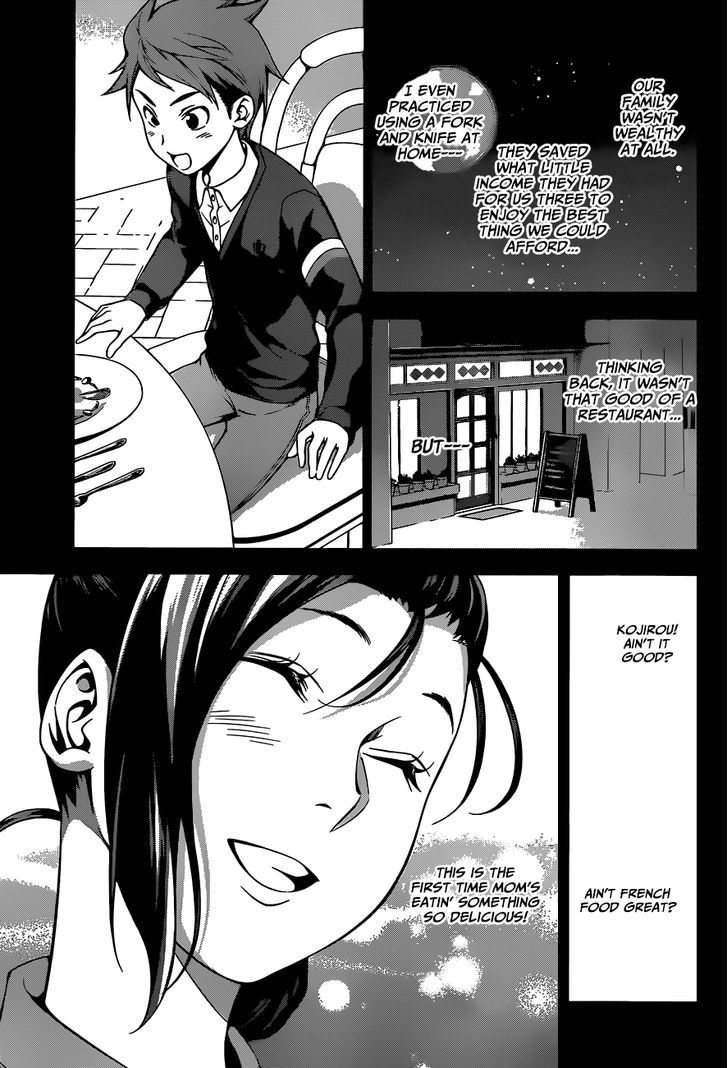 OUR
FAMILY
WASN'T
WEALTHY
AT ALL.
THEY SAVED
WHAT LITTLE
INCOME THEY HAD
FOR US THREE TO
ENJOY THE BEST
THING WE COULD
AFFORD...
I EVEN
PRACTICED
USING A FORK
AND KNIFE AT
HOME---
THINKING
BACK, IT WASN'T
THAT GOOD OF A
RESTAURANT...
BUT---
KOJIROU!
AIN'T IT
GOOD?
AIN'T FRENCH
FOOD GREAT?
THIS IS THE
FIRST TIME MOM'S
EATIN' SOMETHING
SO DELICIOUS!